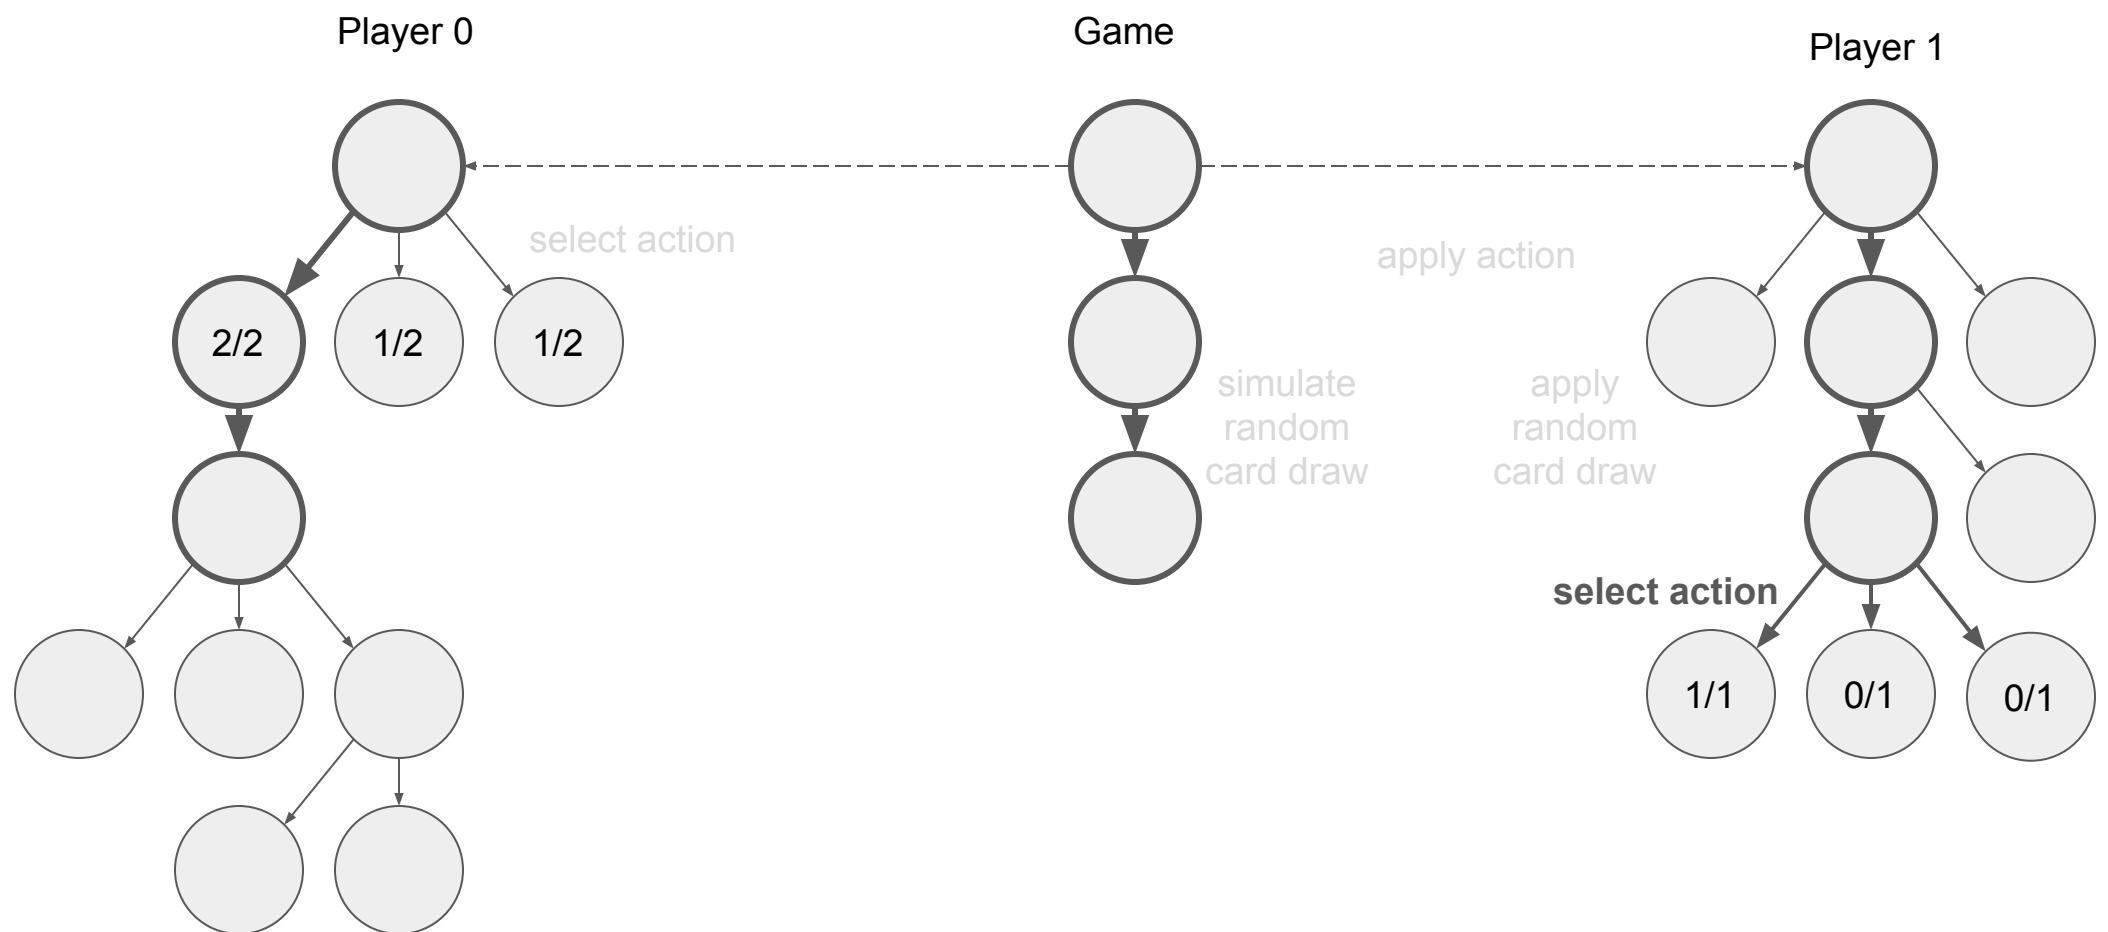 Player 0
Game
Player 1
select action
apply action
2/2
1/2
1/2
simulate
random
card draw
apply
random
card draw
select action
1/1
0/1
0/1